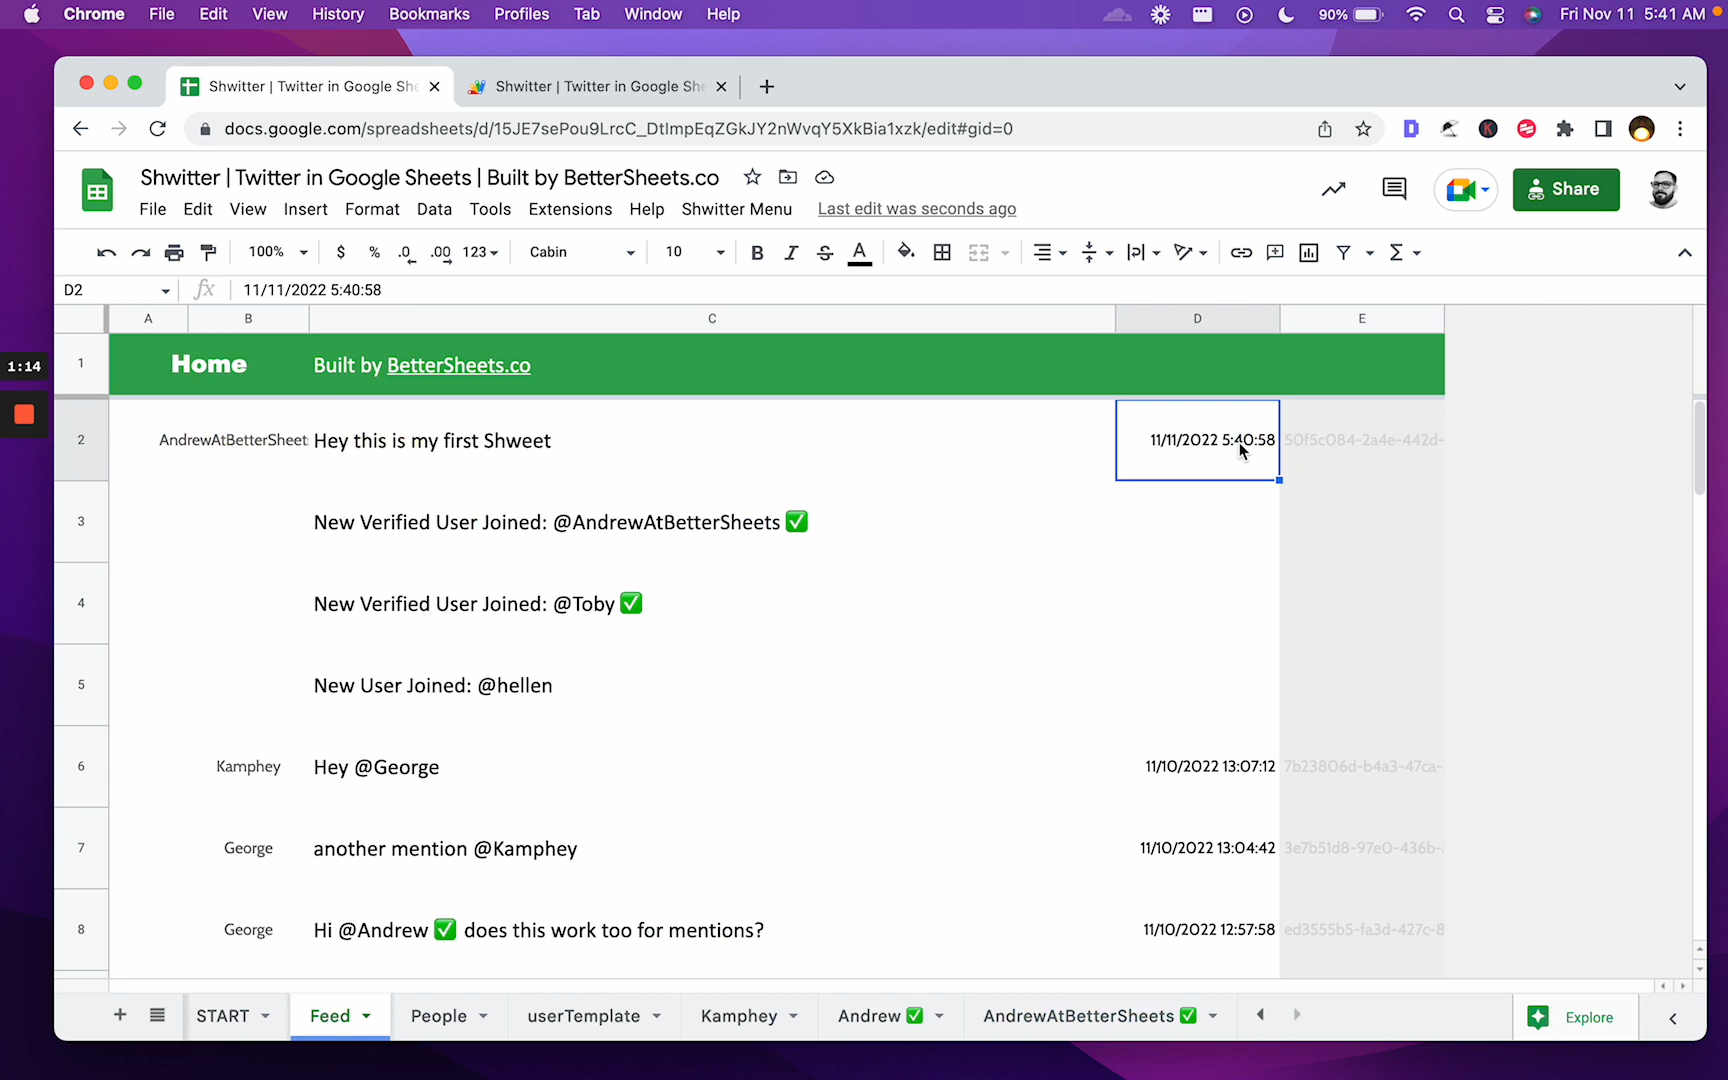 Chrome File Edit View History Bookmarks Profiles Tab Window Help 90% Fri Nov 11 5:41 AM
Shwitter | Twitter in Google She Shwitter | Twitter in Google She
docs.google.com/spreadsheets/d/15JE7sePou9LrcC_DtImpEqZGkJY2nWvqY5XkBia1xzk/edit#gid=0
Shwitter | Twitter in Google Sheets | Built by BetterSheets.co
Share
File Edit View Insert Format Data Tools Extensions Help Shwitter Menu Last edit was seconds ago
100% $ % .0 .00 123 Cabin 10 B I S A
D2 fx 11/11/2022 5:40:58
A B C D E
1:14
1 Home Built by BetterSheets.co
2 AndrewAtBetterSheet Hey this is my first Shweet 11/11/2022 5:40:58 50f5c084-2a4e-442d-
3 New Verified User Joined: @AndrewAtBetterSheets ✅
4 New Verified User Joined: @Toby ✅
5 New User Joined: @hellen
6 Kamphey Hey @George 11/10/2022 13:07:12 7b23806d-b4a3-47ca-
7 George another mention @Kamphey 11/10/2022 13:04:42 3e7b51d8-97e0-436b-
8 George Hi @Andrew ✅ does this work too for mentions? 11/10/2022 12:57:58 ed3555b5-fa3d-427c-8
START Feed People userTemplate Kamphey Andrew ✅ AndrewAtBetterSheets ✅ Explore